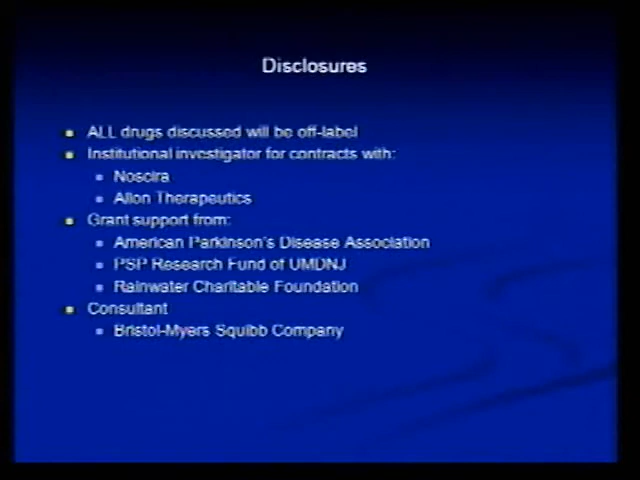 Disclosures
ALL drugs discussed will be off-label
Institutional investigator for contracts with:
Noscira
Allon Therapeutics
Grant support from:
American Parkinson's Disease Association
PSP Research Fund of UMDNJ
Rainwater Charitable Foundation
Consultant
Bristol-Myers Squibb Company